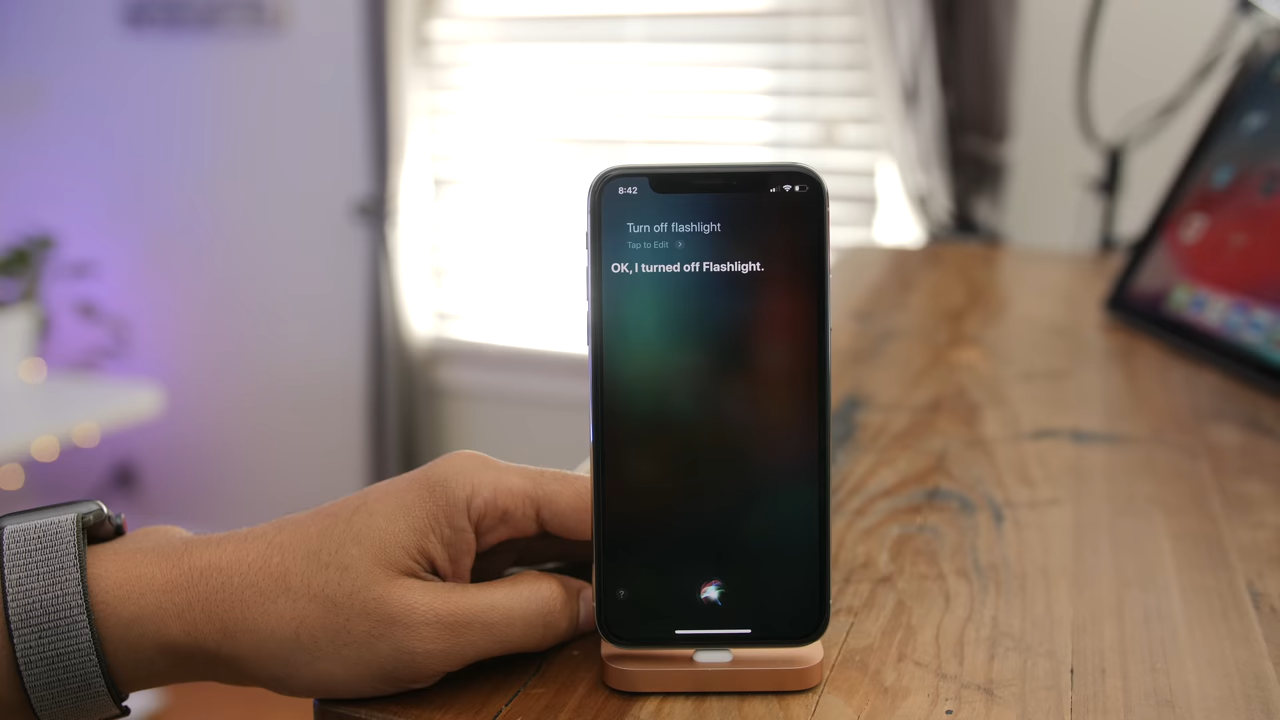 8:42
Turn off flashlight
Tap to Edit
OK, I turned off Flashlight.
?